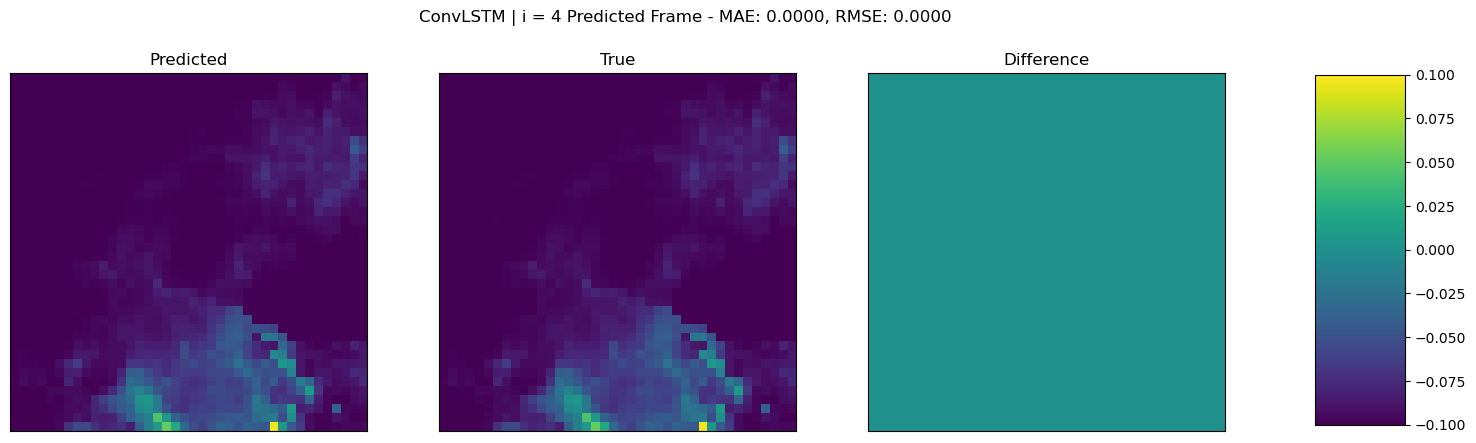 ConvLSTM | i = 4 Predicted Frame - MAE: 0.0000, RMSE: 0.0000
Predicted
True
Difference
0.100
0.075
0.050
0.025
0.000
−0.025
−0.050
−0.075
−0.100